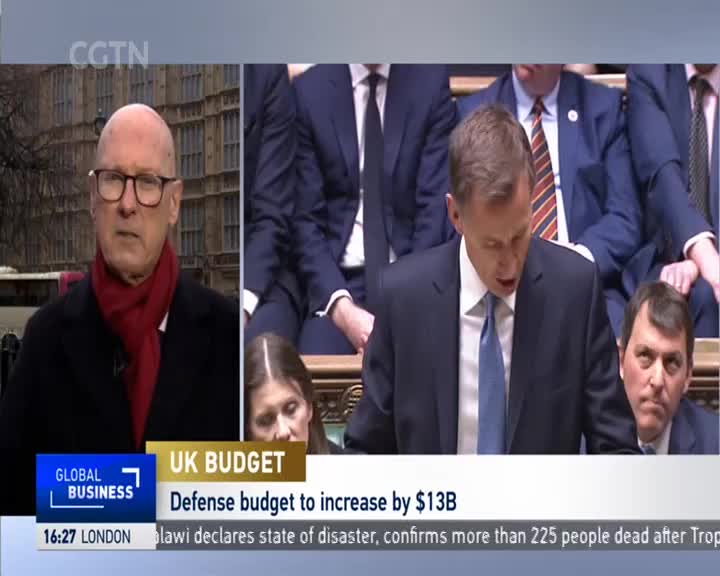 CGTN
UK BUDGET
GLOBAL
BUSINESS
Defense budget to increase by $13B
16:27 LONDON
alawi declares state of disaster, confirms more than 225 people dead after Trop